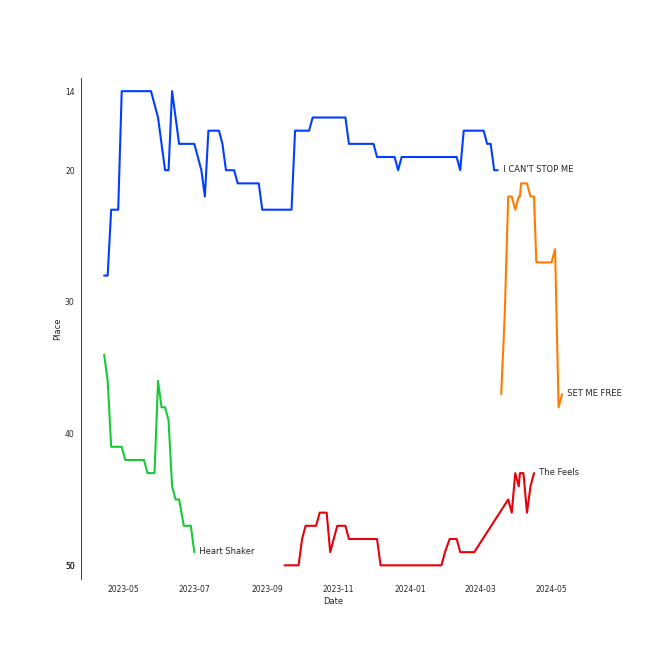 14
20
30
40
50
Place
I CAN'T STOP ME
SET ME FREE
The Feels
Heart Shaker
2023-05 2023-07 2023-09 2023-11 2024-01 2024-03 2024-05
Date